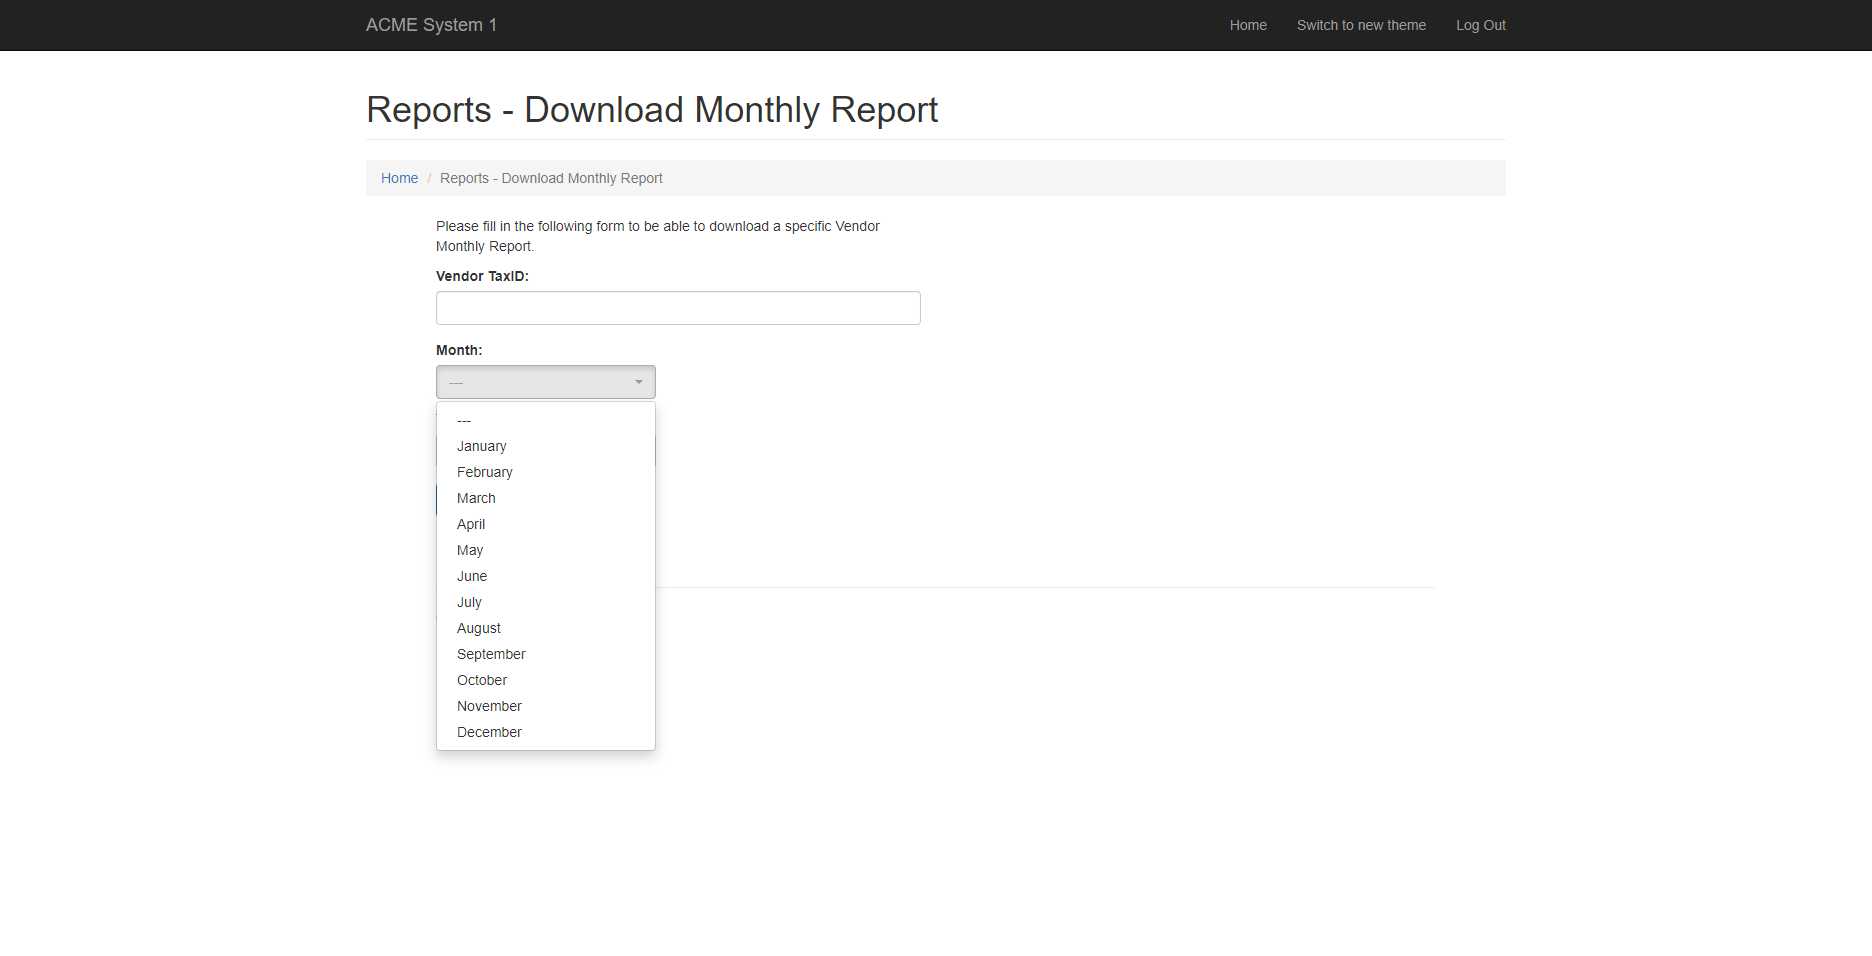 ACME System 1
Home
Switch to new theme
Log Out
Reports - Download Monthly Report
Home / Reports - Download Monthly Report
Please fill in the following form to be able to download a specific Vendor
Monthly Report.
Vendor TaxID:
Month:
---
---
January
February
March
April
May
June
July
August
September
October
November
December